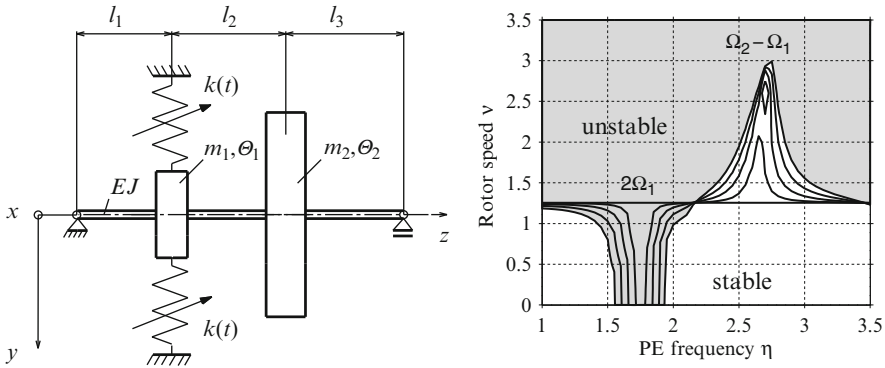 l₁ l₂ l₃
k(t)
m₁,Θ₁ m₂,Θ₂
EJ
x
z
k(t)
y
3.5
3
2.5
2
1.5
1
0.5
0
Rotor speed ν
Ω₂−Ω₁
unstable
2Ω₁
stable
1 1.5 2 2.5 3 3.5
PE frequency η